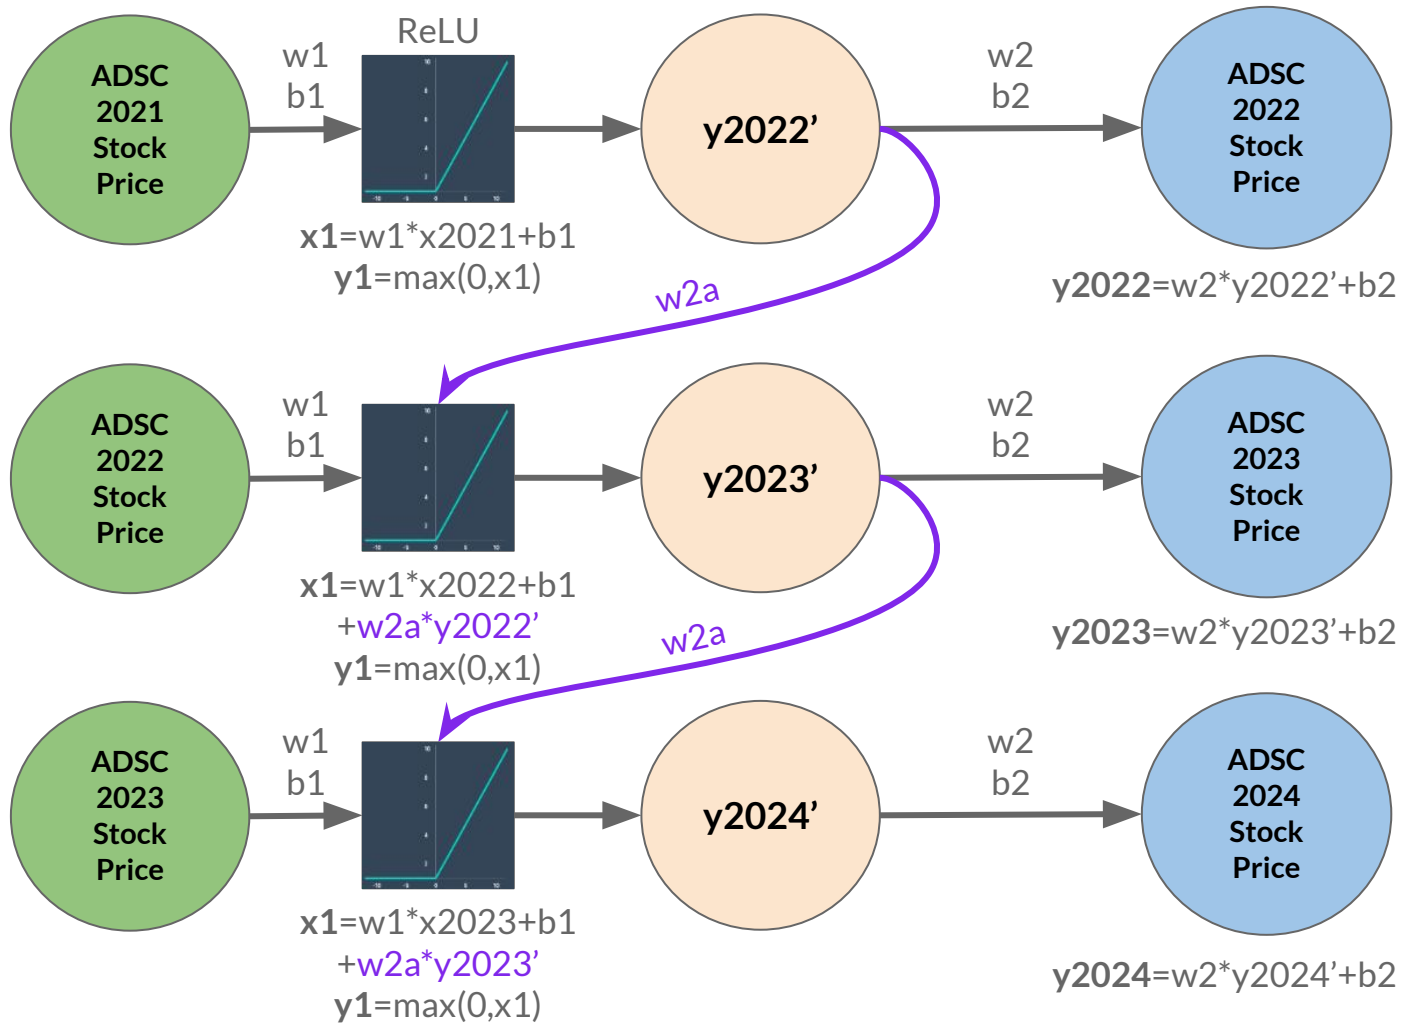 ReLU
ADSC
2021
Stock
Price
w1
b1
y2022’
w2
b2
ADSC
2022
Stock
Price
x1=w1*x2021+b1
y1=max(0,x1)
y2022=w2*y2022’+b2
w2a
ADSC
2022
Stock
Price
w1
b1
y2023’
w2
b2
ADSC
2023
Stock
Price
x1=w1*x2022+b1
+w2a*y2022’
y1=max(0,x1)
y2023=w2*y2023’+b2
w2a
ADSC
2023
Stock
Price
w1
b1
y2024’
w2
b2
ADSC
2024
Stock
Price
x1=w1*x2023+b1
+w2a*y2023’
y1=max(0,x1)
y2024=w2*y2024’+b2